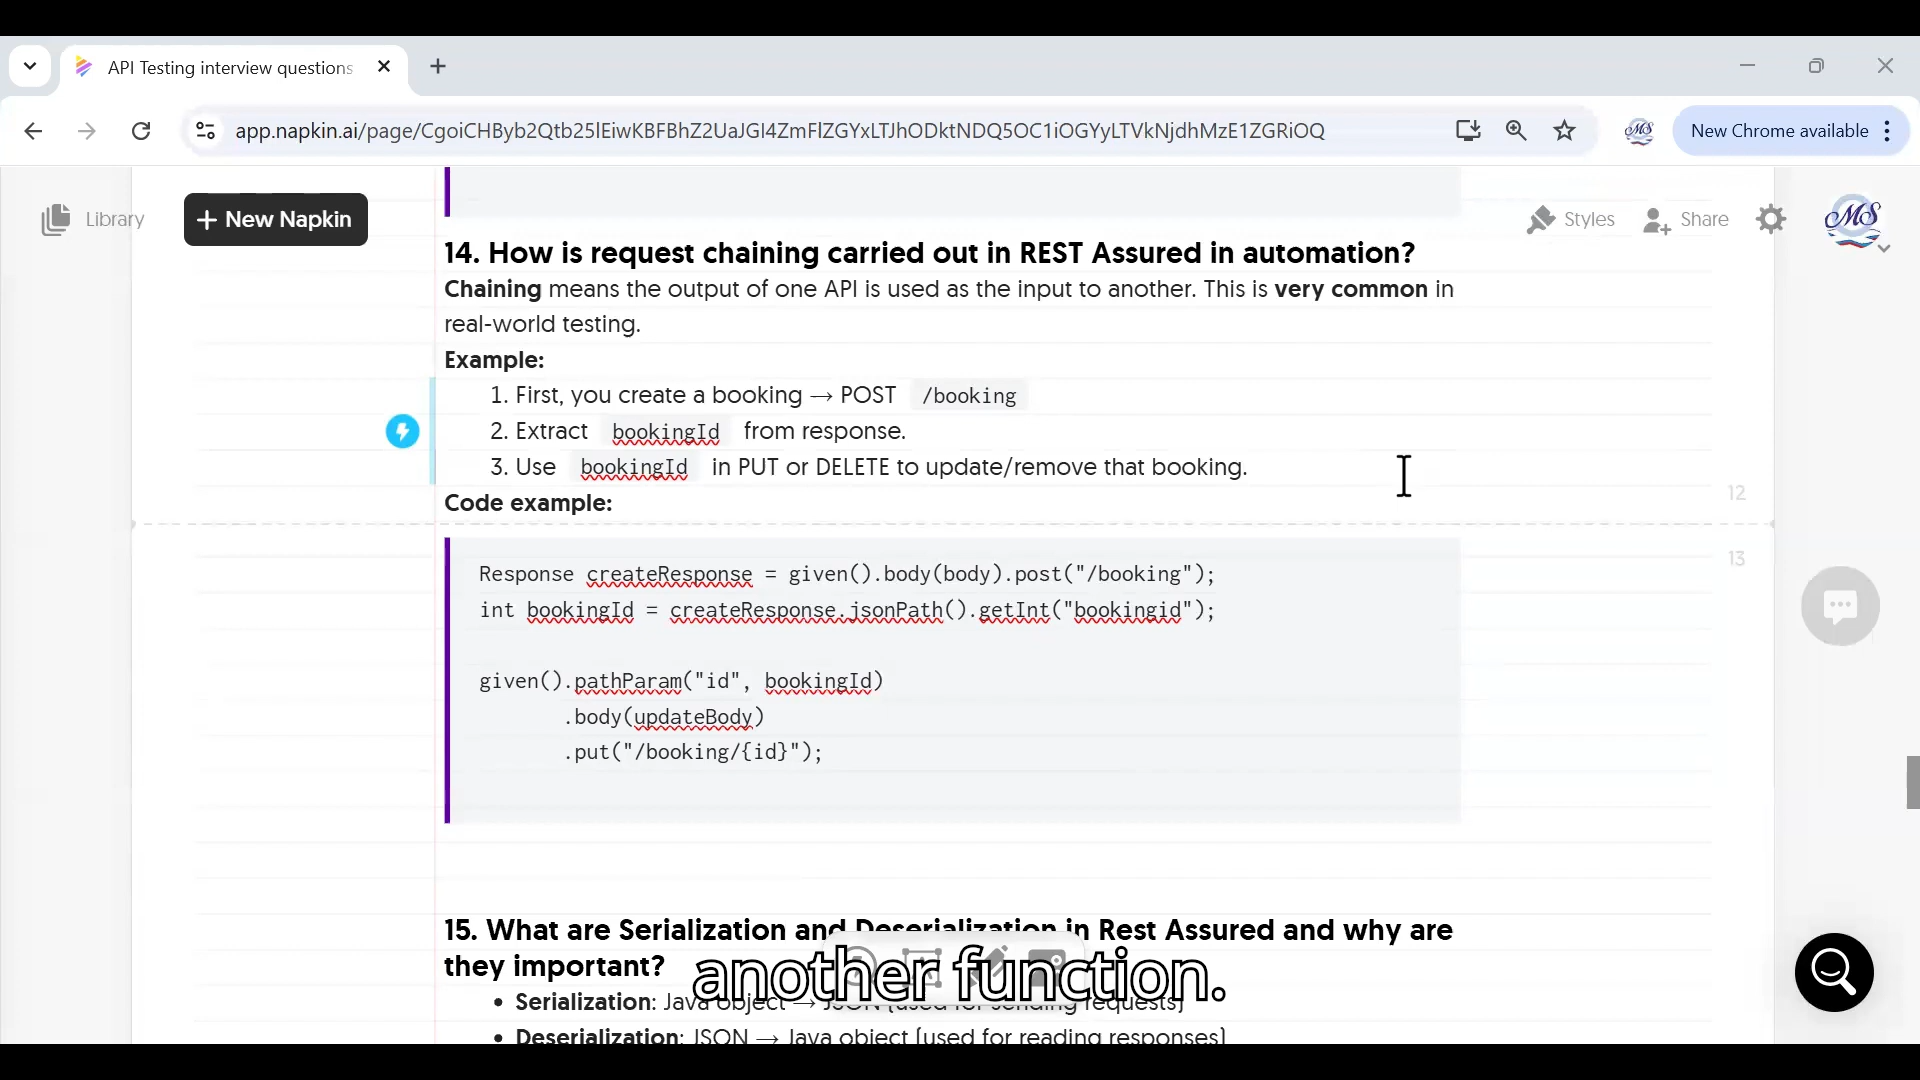 API Testing interview questions
app.napkin.ai/page/CgoiCHByb2Qtb25lEiwKBFBhZ2UaJGI4ZmFlZGYxLTJhODktNDQ5OC1iOGYyLTVkNjdhMzE1ZGRiOQ
New Chrome available
Library
+ New Napkin
Styles
Share
MS
14. How is request chaining carried out in REST Assured in automation?
Chaining means the output of one API is used as the input to another. This is very common in
real-world testing.
Example:
1. First, you create a booking → POST /booking
2. Extract bookingId from response.
3. Use bookingId in PUT or DELETE to update/remove that booking.
12
Code example:
13
Response createResponse = given().body(body).post("/booking");
int bookingId = createResponse.jsonPath().getInt("bookingid");
given().pathParam("id", bookingId)
.body(updateBody)
.put("/booking/{id}");
15. What are Serialization and Deserialization in Rest Assured and why are
they important?
another function.
• Serialization: Java object → JSON (used for sending requests)
• Deserialization: JSON → Java object (used for reading responses)